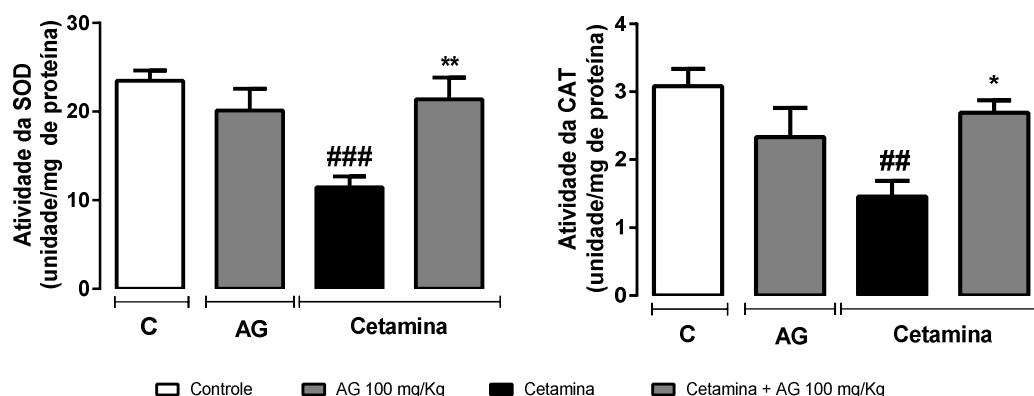 Atividade da SOD
(unidade/mg de proteína)
30
20
10
0
###
**
C
AG
Cetamina
Atividade da CAT
(unidade/mg de proteína)
4
3
2
1
0
##
*
C
AG
Cetamina
Controle
AG 100 mg/Kg
Cetamina
Cetamina + AG 100 mg/Kg